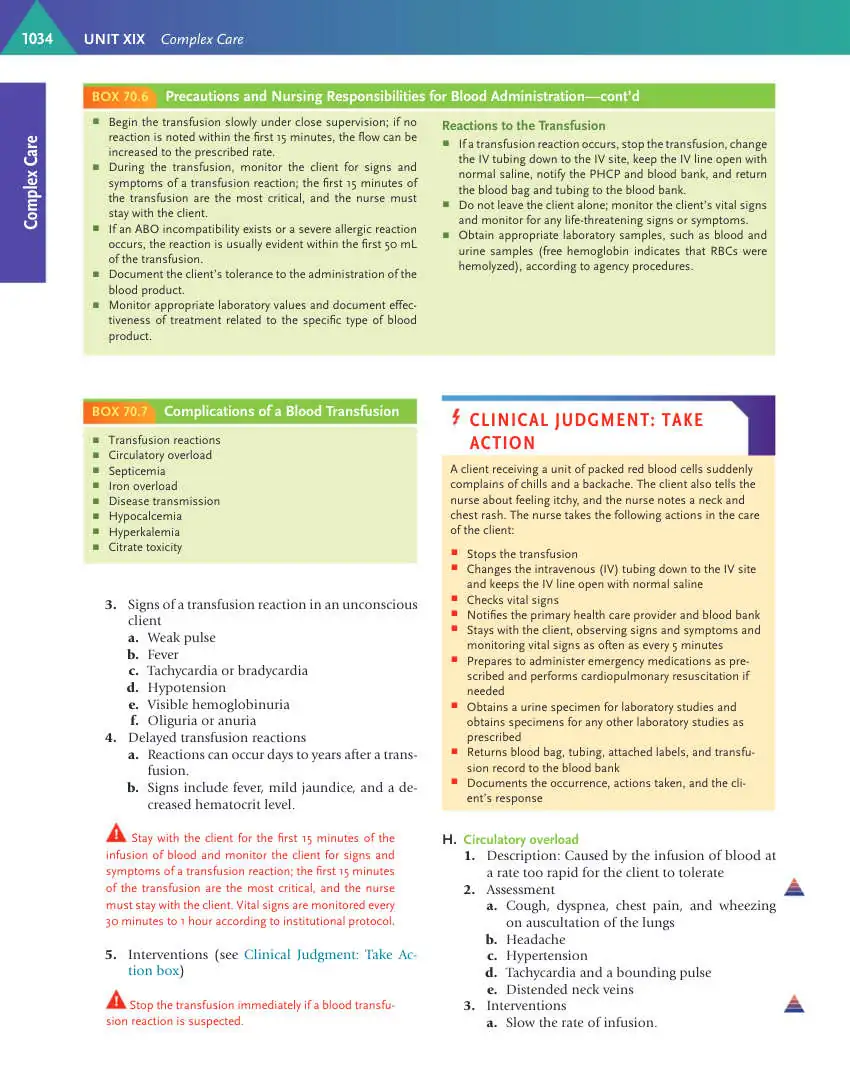 1034 UNIT XIX Complex Care
Complex Care
BOX 70.6 Precautions and Nursing Responsibilities for Blood Administration—cont'd
■ Begin the transfusion slowly under close supervision; if no
reaction is noted within the first 15 minutes, the flow can be
increased to the prescribed rate.
■ During the transfusion, monitor the client for signs and
symptoms of a transfusion reaction; the first 15 minutes of
the transfusion are the most critical, and the nurse must
stay with the client.
■ If an ABO incompatibility exists or a severe allergic reaction
occurs, the reaction is usually evident within the first 50 mL
of the transfusion.
■ Document the client's tolerance to the administration of the
blood product.
■ Monitor appropriate laboratory values and document effec-
tiveness of treatment related to the specific type of blood
product.
Reactions to the Transfusion
■ If a transfusion reaction occurs, stop the transfusion, change
the IV tubing down to the IV site, keep the IV line open with
normal saline, notify the PHCP and blood bank, and return
the blood bag and tubing to the blood bank.
■ Do not leave the client alone; monitor the client's vital signs
and monitor for any life-threatening signs or symptoms.
■ Obtain appropriate laboratory samples, such as blood and
urine samples (free hemoglobin indicates that RBCs were
hemolyzed), according to agency procedures.
BOX 70.7 Complications of a Blood Transfusion
■ Transfusion reactions
■ Circulatory overload
■ Septicemia
■ Iron overload
■ Disease transmission
■ Hypocalcemia
■ Hyperkalemia
■ Citrate toxicity
3. Signs of a transfusion reaction in an unconscious
client
a. Weak pulse
b. Fever
c. Tachycardia or bradycardia
d. Hypotension
e. Visible hemoglobinuria
f. Oliguria or anuria
4. Delayed transfusion reactions
a. Reactions can occur days to years after a trans-
fusion.
b. Signs include fever, mild jaundice, and a de-
creased hematocrit level.
Stay with the client for the first 15 minutes of the
infusion of blood and monitor the client for signs and
symptoms of a transfusion reaction; the first 15 minutes
of the transfusion are the most critical, and the nurse
must stay with the client. Vital signs are monitored every
30 minutes to 1 hour according to institutional protocol.
5. Interventions (see Clinical Judgment: Take Ac-
tion box)
Stop the transfusion immediately if a blood transfu-
sion reaction is suspected.
CLINICAL JUDGMENT: TAKE
ACTION
A client receiving a unit of packed red blood cells suddenly
complains of chills and a backache. The client also tells the
nurse about feeling itchy, and the nurse notes a neck and
chest rash. The nurse takes the following actions in the care
of the client:
■ Stops the transfusion
■ Changes the intravenous (IV) tubing down to the IV site
and keeps the IV line open with normal saline
■ Checks vital signs
■ Notifies the primary health care provider and blood bank
■ Stays with the client, observing signs and symptoms and
monitoring vital signs as often as every 5 minutes
■ Prepares to administer emergency medications as pre-
scribed and performs cardiopulmonary resuscitation if
needed
■ Obtains a urine specimen for laboratory studies and
obtains specimens for any other laboratory studies as
prescribed
■ Returns blood bag, tubing, attached labels, and transfu-
sion record to the blood bank
■ Documents the occurrence, actions taken, and the cli-
ent's response
H. Circulatory overload
1. Description: Caused by the infusion of blood at
a rate too rapid for the client to tolerate
2. Assessment
a. Cough, dyspnea, chest pain, and wheezing
on auscultation of the lungs
b. Headache
c. Hypertension
d. Tachycardia and a bounding pulse
e. Distended neck veins
3. Interventions
a. Slow the rate of infusion.